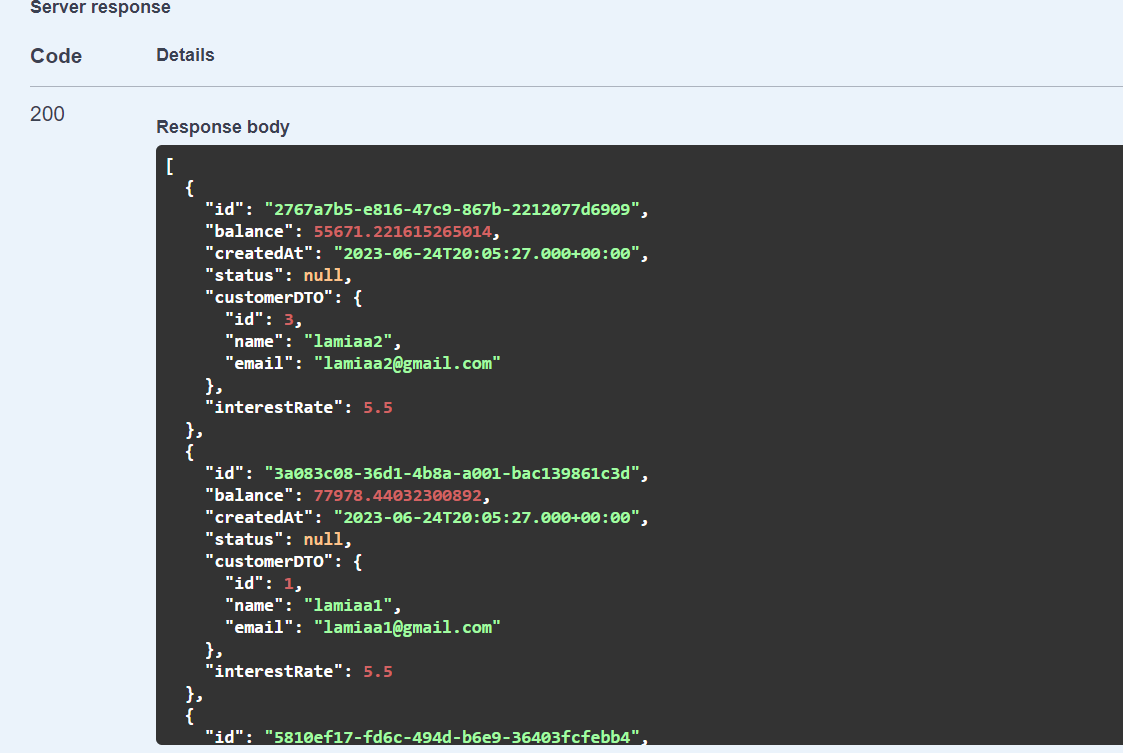 Server response
Code Details
200
Response body
[
  {
    "id": "2767a7b5-e816-47c9-867b-2212077d6909",
    "balance": 55671.221615265014,
    "createdAt": "2023-06-24T20:05:27.000+00:00",
    "status": null,
    "customerDTO": {
      "id": 3,
      "name": "lamiaa2",
      "email": "lamiaa2@gmail.com"
    },
    "interestRate": 5.5
  },
  {
    "id": "3a083c08-36d1-4b8a-a001-bac139861c3d",
    "balance": 77978.44032300892,
    "createdAt": "2023-06-24T20:05:27.000+00:00",
    "status": null,
    "customerDTO": {
      "id": 1,
      "name": "lamiaa1",
      "email": "lamiaa1@gmail.com"
    },
    "interestRate": 5.5
  },
  {
    "id": "5810ef17-fd6c-494d-b6e9-36403fcfebb4",